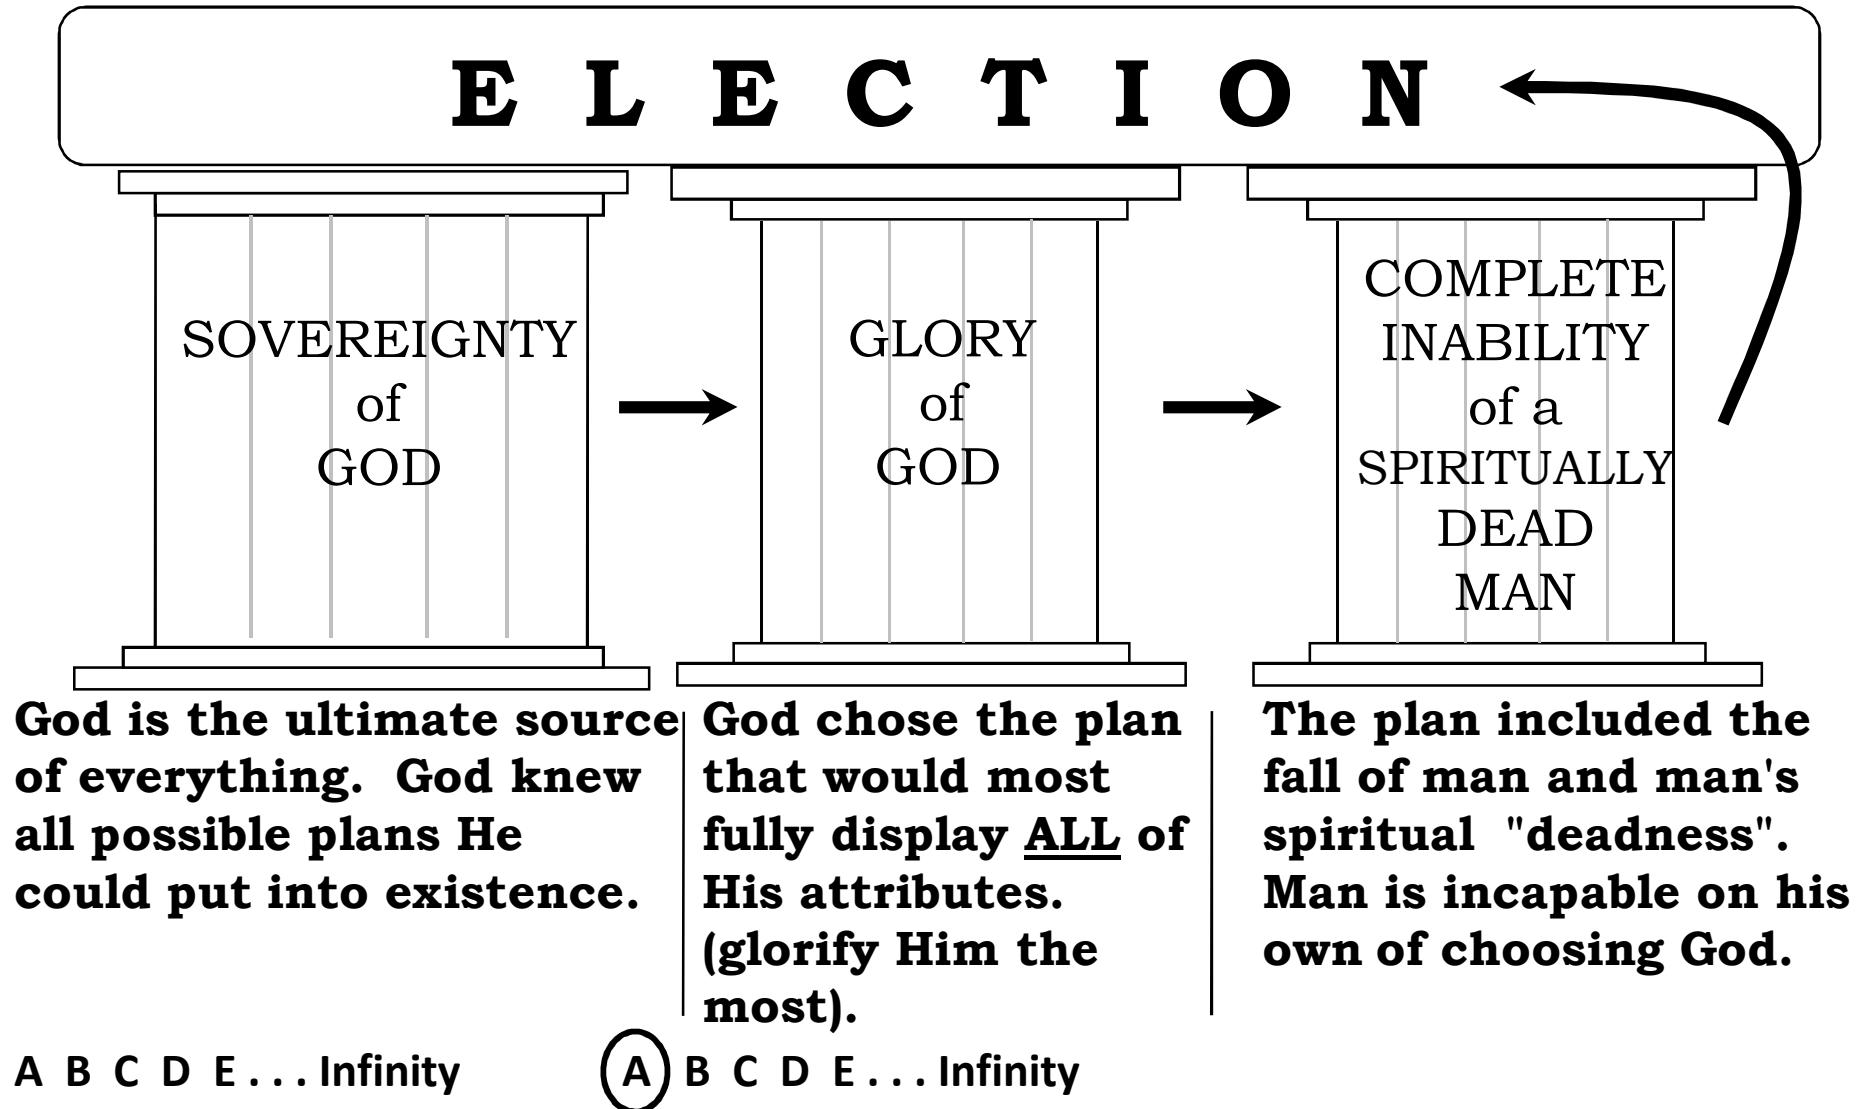 E L E C T I O N
SOVEREIGNTY
of
GOD
GLORY
of
GOD
COMPLETE
INABILITY
of a
SPIRITUALLY
DEAD
MAN
God is the ultimate source
of everything.  God knew
all possible plans He
could put into existence.
God chose the plan
that would most
fully display ALL of
His attributes.
(glorify Him the
most).
The plan included the
fall of man and man's
spiritual  "deadness".
Man is incapable on his
own of choosing God.
A B C D E . . . Infinity
A B C D E . . . Infinity